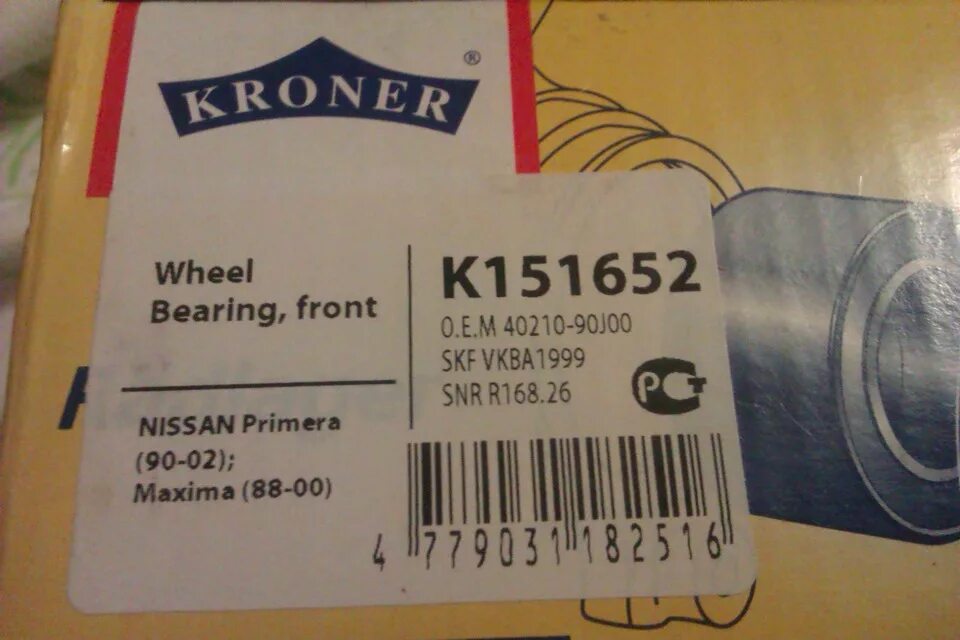 KRONER ®
Wheel
Bearing, front
K151652
O.E.M 40210-90J00
SKF VKBA1999
SNR R168.26
РСТ
NISSAN Primera
(90-02);
Maxima (88-00)
4 779031 182516